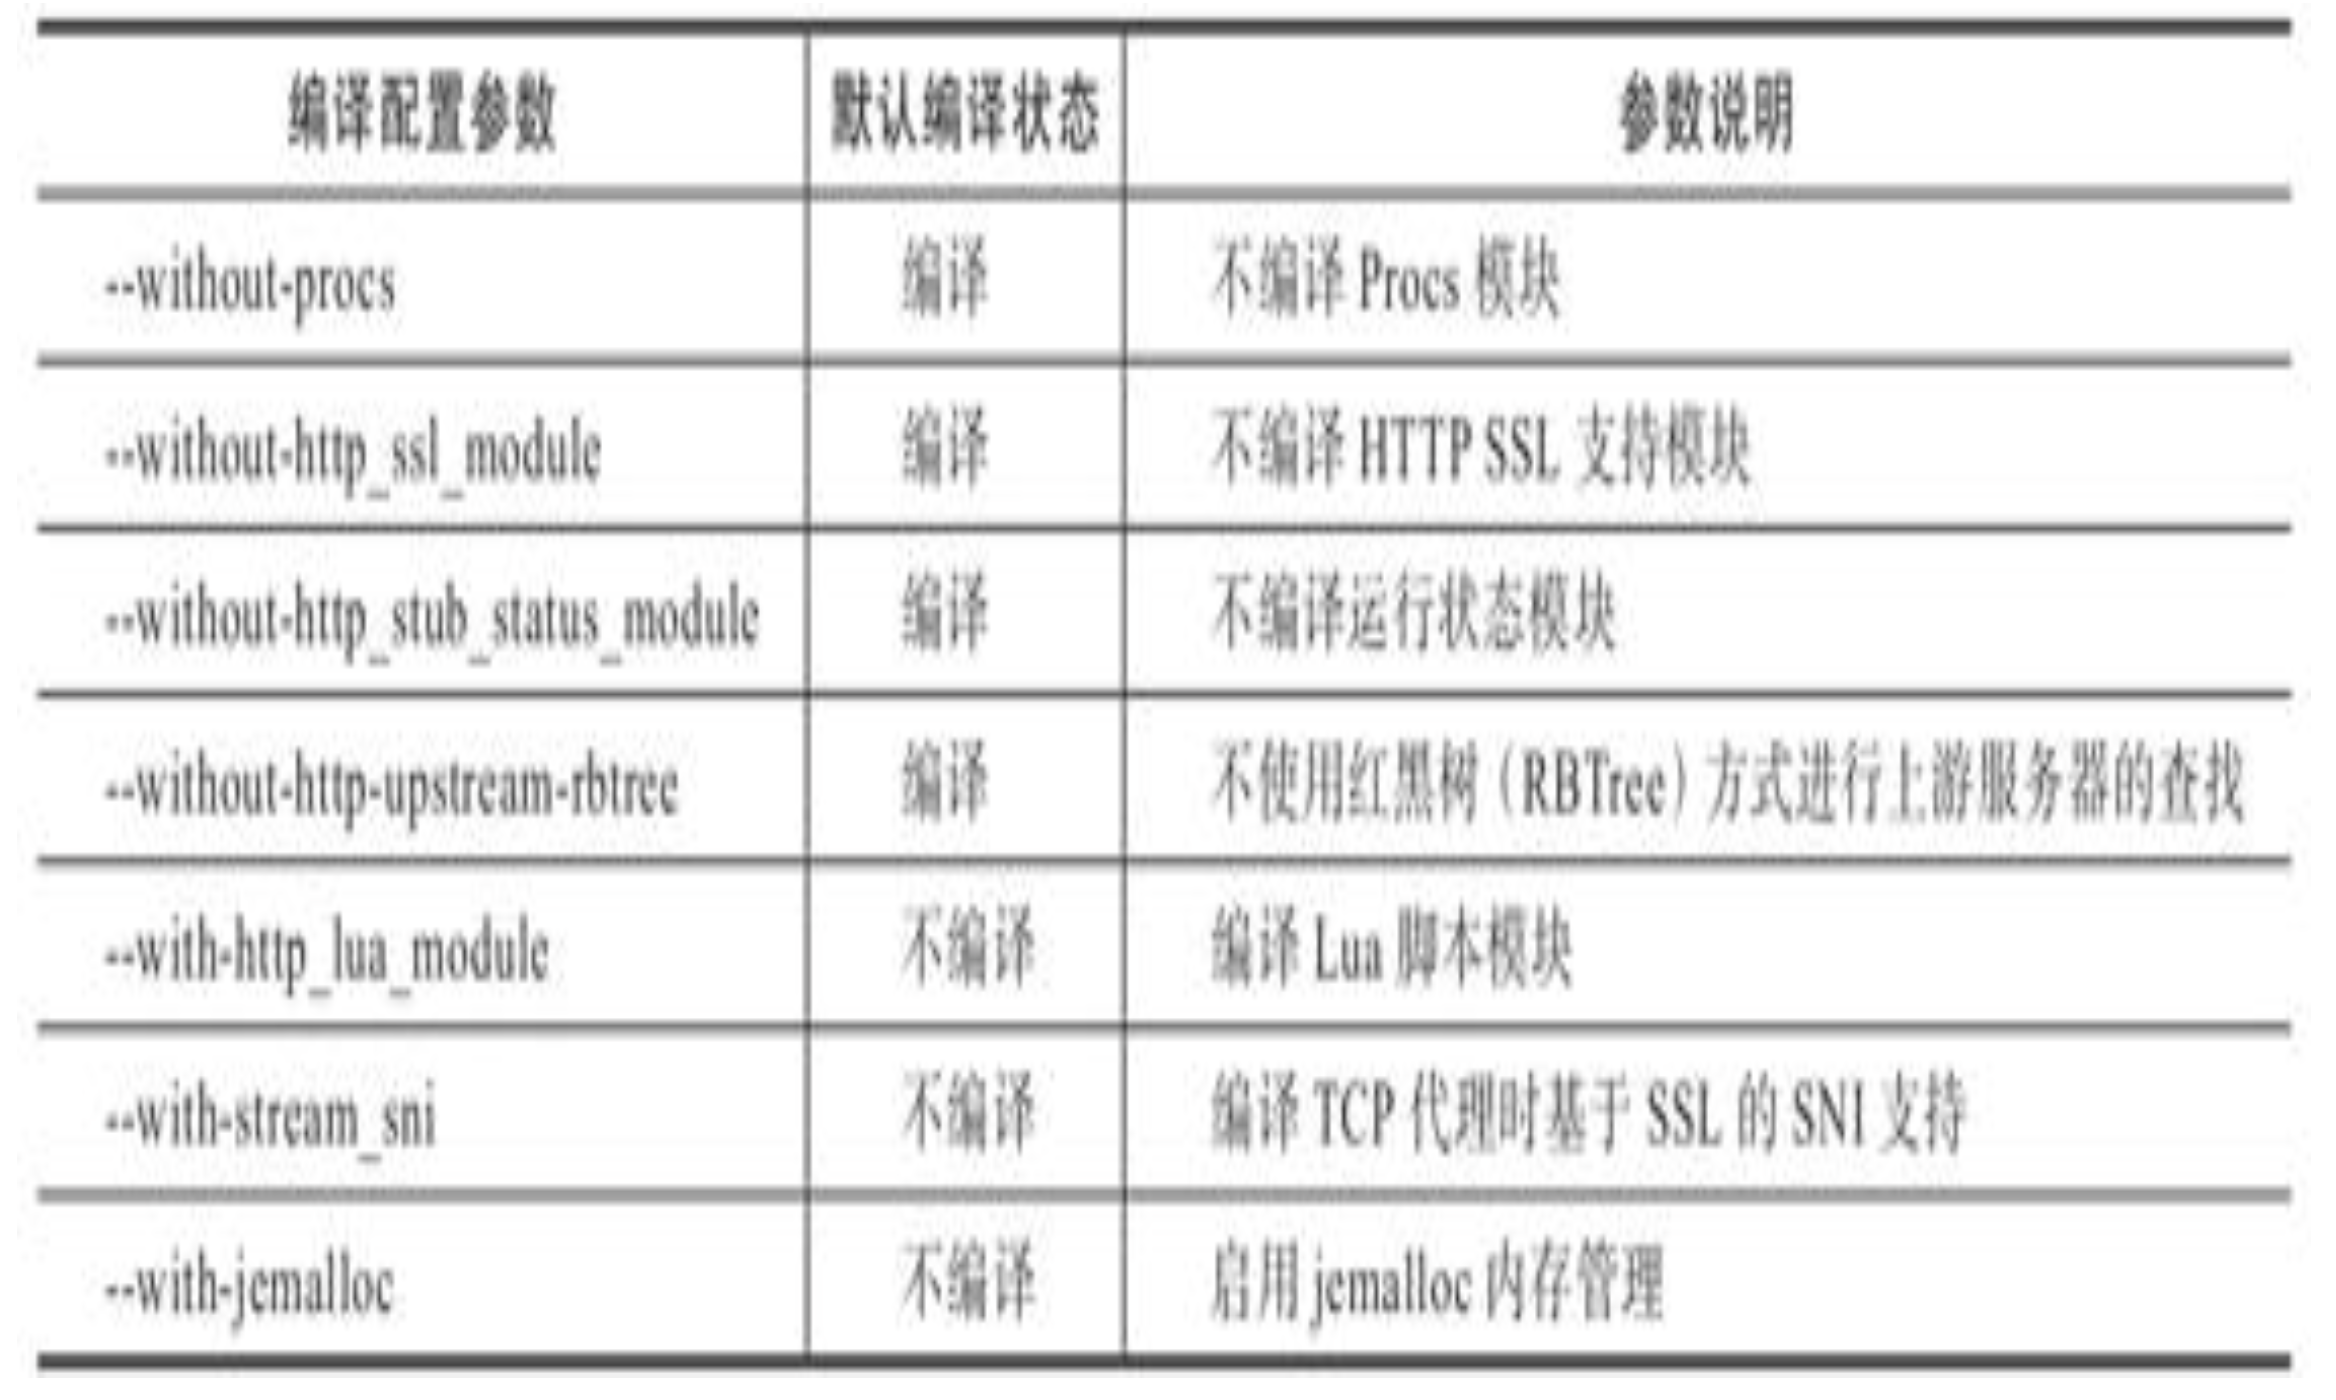 编译配置参数 默认编译状态 参数说明
--without-procs 编译 不编译 Procs 模块
--without-http_ssl_module 编译 不编译 HTTP SSL 支持模块
--without-http_stub_status_module 编译 不编译运行状态模块
--without-http-upstream-rbtree 编译 不使用红黑树（RBTree）方式进行上游服务器的查找
--with-http_lua_module 不编译 编译 Lua 脚本模块
--with-stream_sni 不编译 编译 TCP 代理时基于 SSL 的 SNI 支持
--with-jemalloc 不编译 启用 jemalloc 内存管理